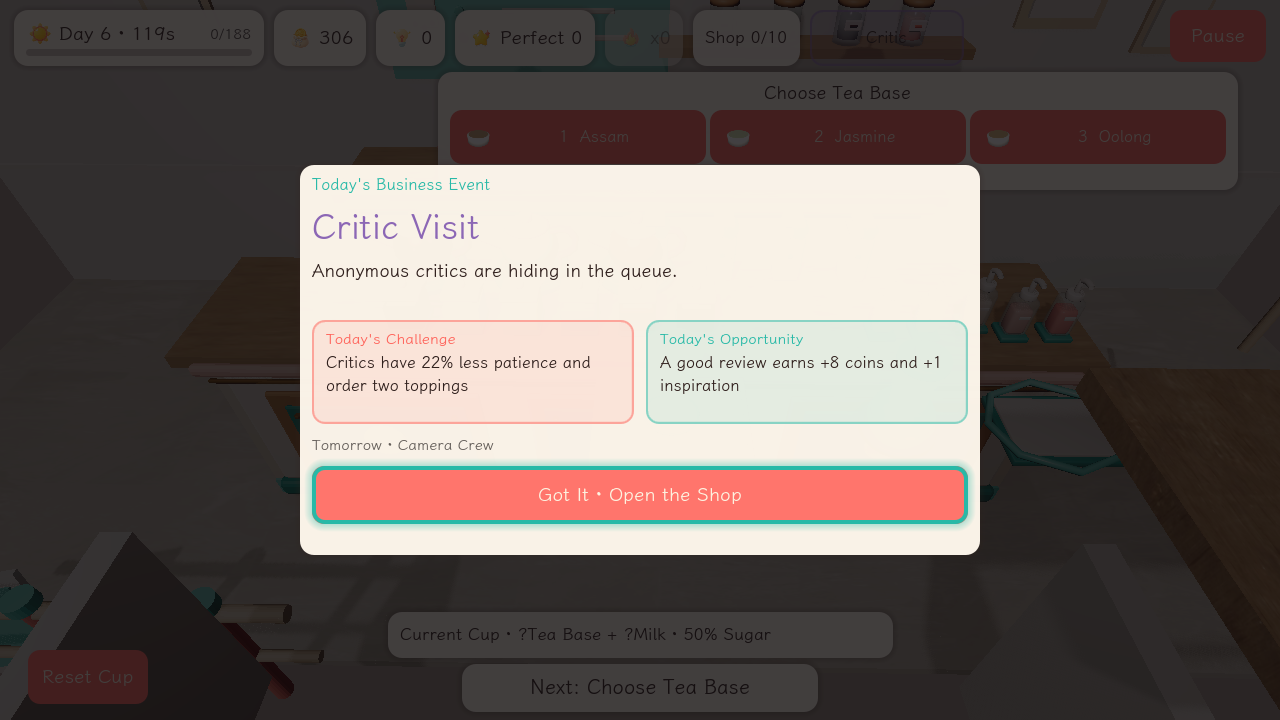 Day 6 • 119s 0/188
306
0
Perfect 0
x0
Shop 0/10
Critic
Pause
Choose Tea Base
1 Assam
2 Jasmine
3 Oolong
Today's Business Event
Critic Visit
Anonymous critics are hiding in the queue.
Today's Challenge
Critics have 22% less patience and
order two toppings
Today's Opportunity
A good review earns +8 coins and +1
inspiration
Tomorrow • Camera Crew
Got It • Open the Shop
Current Cup • ?Tea Base + ?Milk • 50% Sugar
Reset Cup
Next: Choose Tea Base